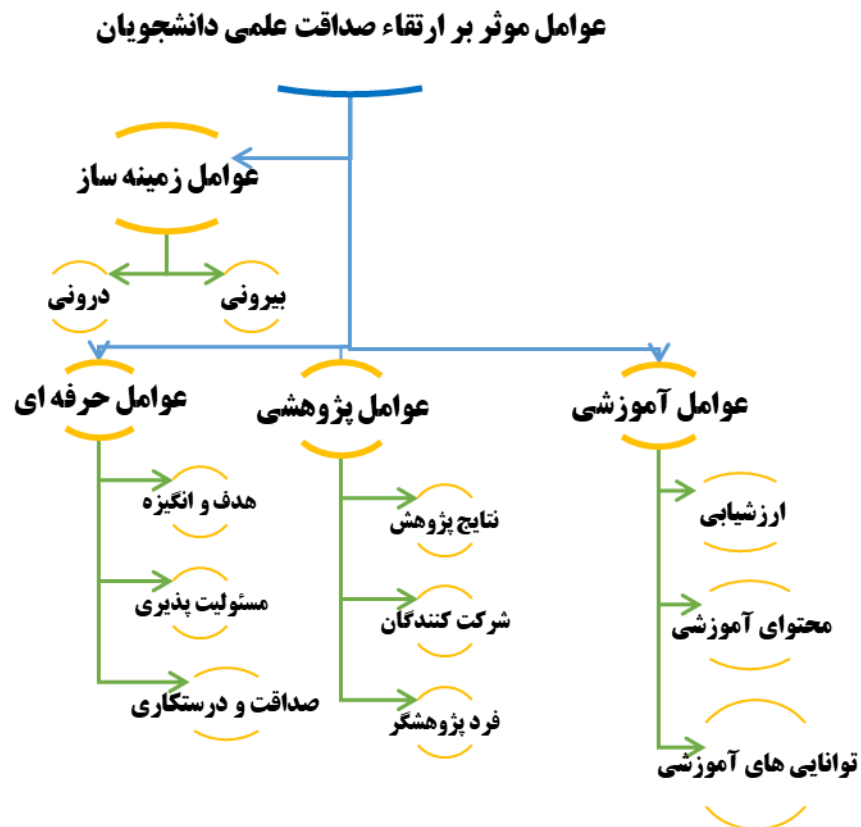 عوامل موثر بر ارتقاء صداقت علمی دانشجویان
عوامل زمینه ساز
بیرونی
درونی
عوامل آموزشی
ارزشیابی
محتوای آموزشی
توانایی های آموزشی
عوامل پژوهشی
نتایج پژوهش
شرکت کنندگان
فرد پژوهشگر
عوامل حرفه ای
هدف و انگیزه
مسئولیت پذیری
صداقت و درستکاری